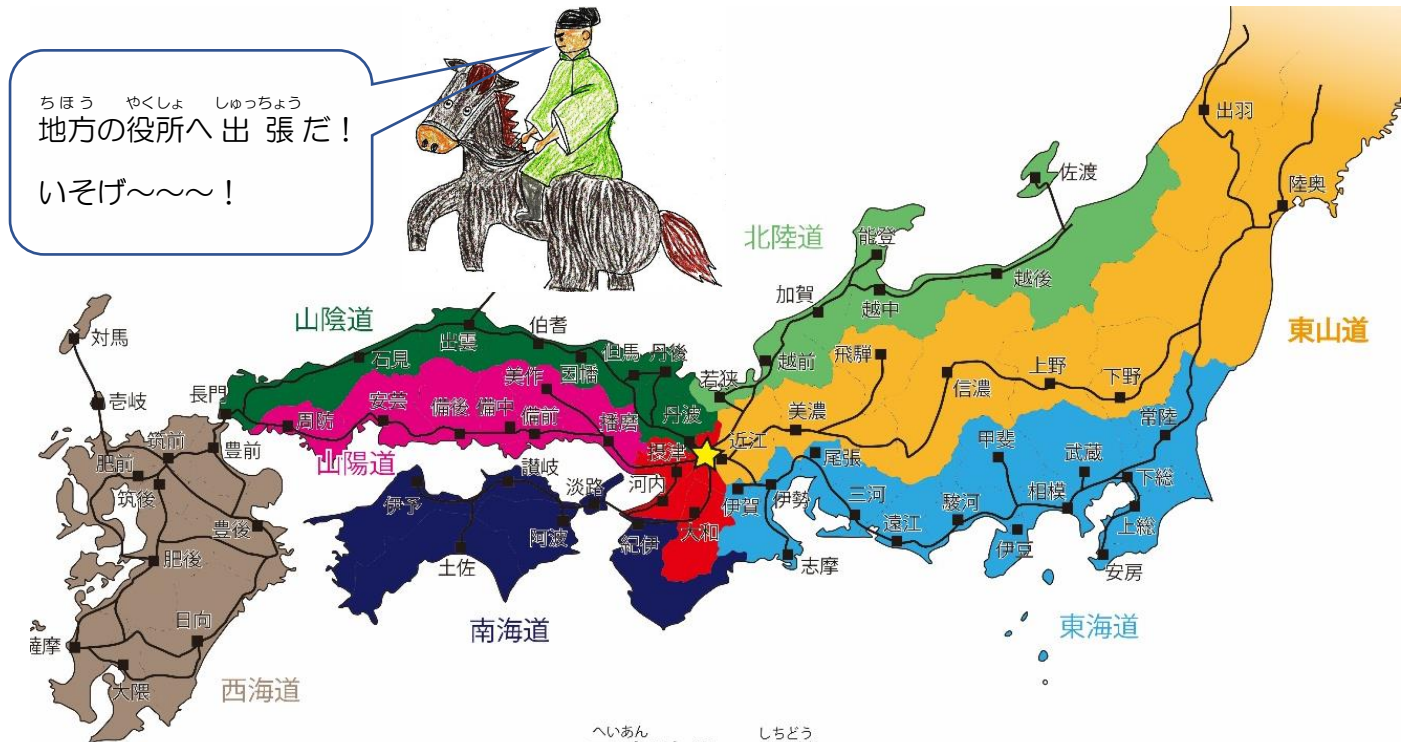 ちほう やくしょ しゅっちょう
地方の役所へ出張だ！
いそげ～～～！
出羽
佐渡
陸奥
北陸道
能登
越後
加賀
越中
東山道
山陰道
伯耆
対馬
出雲
但馬 丹後
飛騨
石見
因幡
越前
上野
下野
美作
若狭
信濃
長門
壱岐
安芸
備後 備中
備前
播磨
丹波
美濃
常陸
周防
近江
甲斐
武蔵
筑前
豊前
山陽道
摂津
尾張
肥前
讃岐
下総
筑後
淡路
河内
伊賀
伊勢
三河
駿河
相模
伊予
上総
豊後
阿波
紀伊
大和
遠江
伊豆
肥後
土佐
志摩
安房
日向
南海道
東海道
薩摩
大隈
西海道
へいあん しちどう